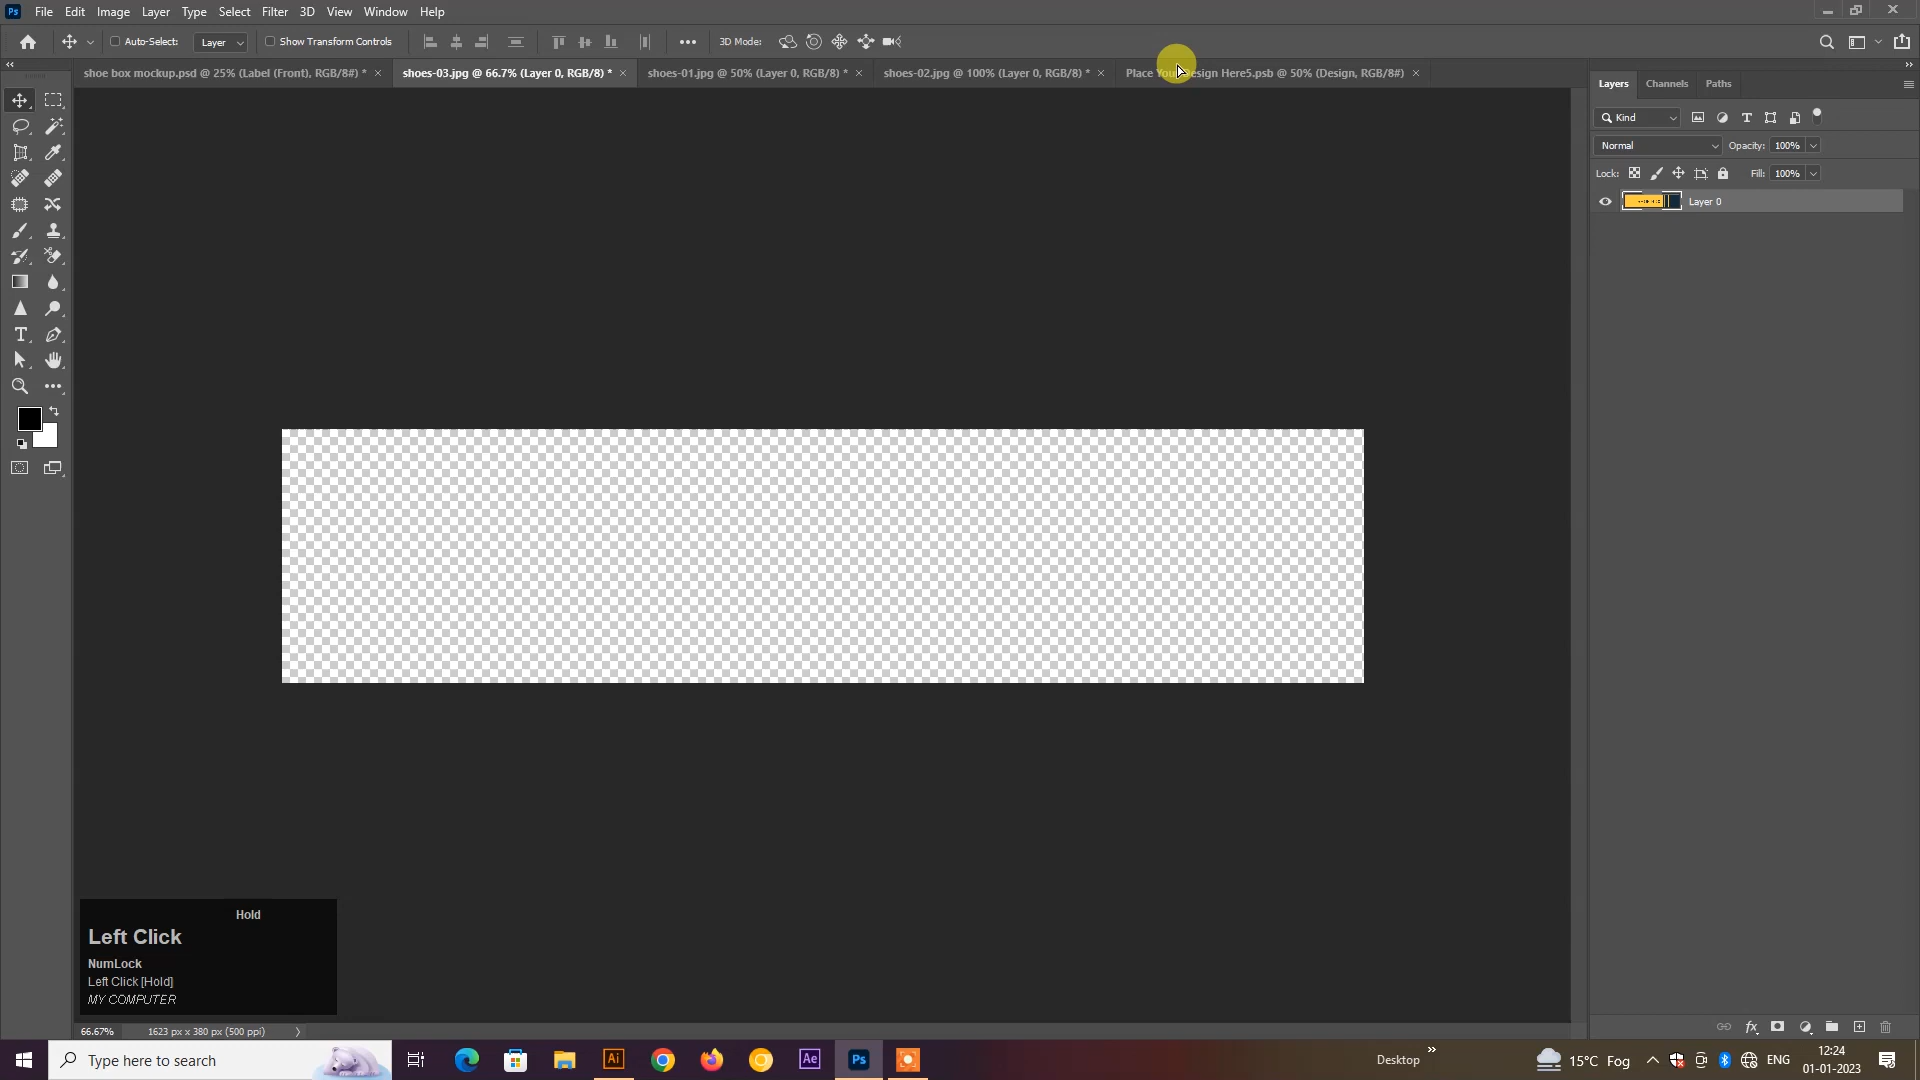 Ps File Edit Image Layer Type Select Filter 3D View Window Help
Auto-Select: Layer Show Transform Controls 3D Mode:
shoe box mockup.psd @ 25% (Label (Front), RGB/8#) * × shoes-03.jpg @ 66.7% (Layer 0, RGB/8) * × shoes-01.jpg @ 50% (Layer 0, RGB/8) * × shoes-02.jpg @ 100% (Layer 0, RGB/8) * × Place Your Design Here5.psb @ 50% (Design, RGB/8#) ×
Layers Channels Paths
Kind
Normal Opacity: 100%
Lock: Fill: 100%
Layer 0
Hold
Left Click
NumLock
Left Click [Hold]
MY COMPUTER
66.67% 1623 px x 380 px (500 ppi)
Type here to search Ai Ae Ps Desktop 15°C Fog ENG
12:24
01-01-2023